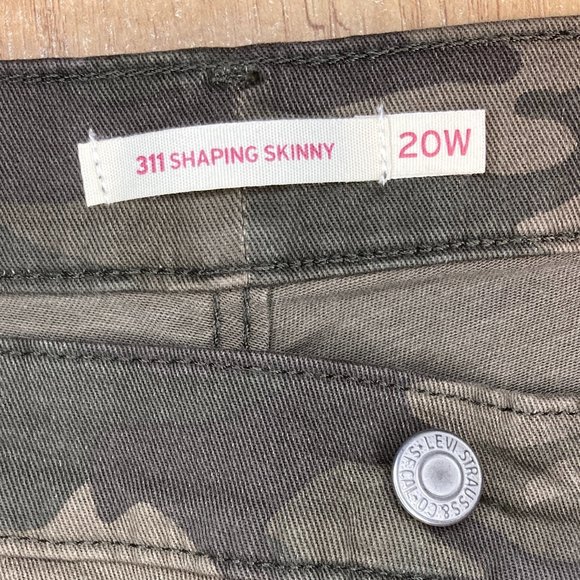 311 SHAPING SKINNY 20W
LEVI STRAUSS & CO. S.F. CAL.